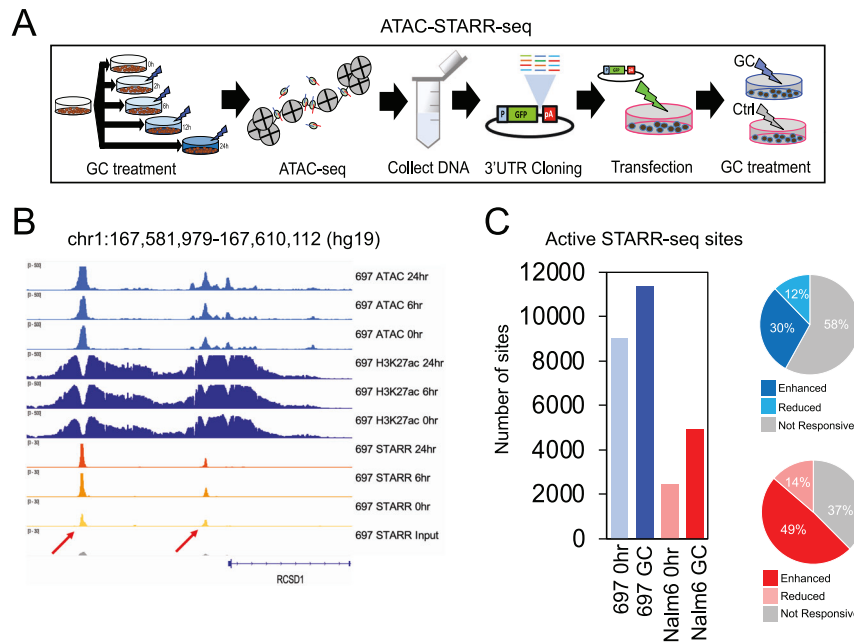 A
ATAC-STARR-seq
0h
2h
6h
12h
24h
GC treatment
ATAC-seq
Collect DNA
P GFP pA
3'UTR Cloning
Transfection
GC
Ctrl
GC treatment
B
chr1:167,581,979-167,610,112 (hg19)
697 ATAC 24hr
697 ATAC 6hr
697 ATAC 0hr
697 H3K27ac 24hr
697 H3K27ac 6hr
697 H3K27ac 0hr
697 STARR 24hr
697 STARR 6hr
697 STARR 0hr
697 STARR Input
RCSD1
C
Active STARR-seq sites
Number of sites
12000
10000
8000
6000
4000
2000
0
697 0hr
697 GC
Nalm6 0hr
Nalm6 GC
12%
30%
58%
Enhanced
Reduced
Not Responsive
14%
37%
49%
Enhanced
Reduced
Not Responsive